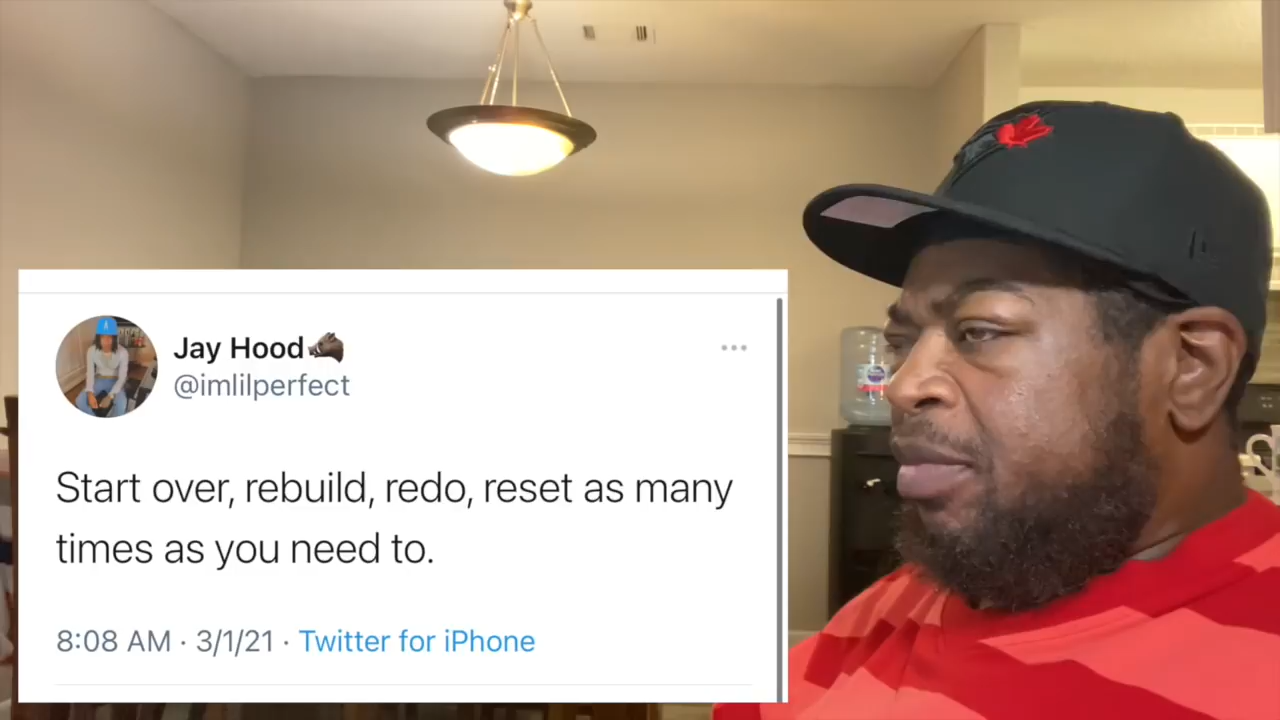 Jay Hood🐗
@imlilperfect
Start over, rebuild, redo, reset as many
times as you need to.
8:08 AM · 3/1/21 · Twitter for iPhone